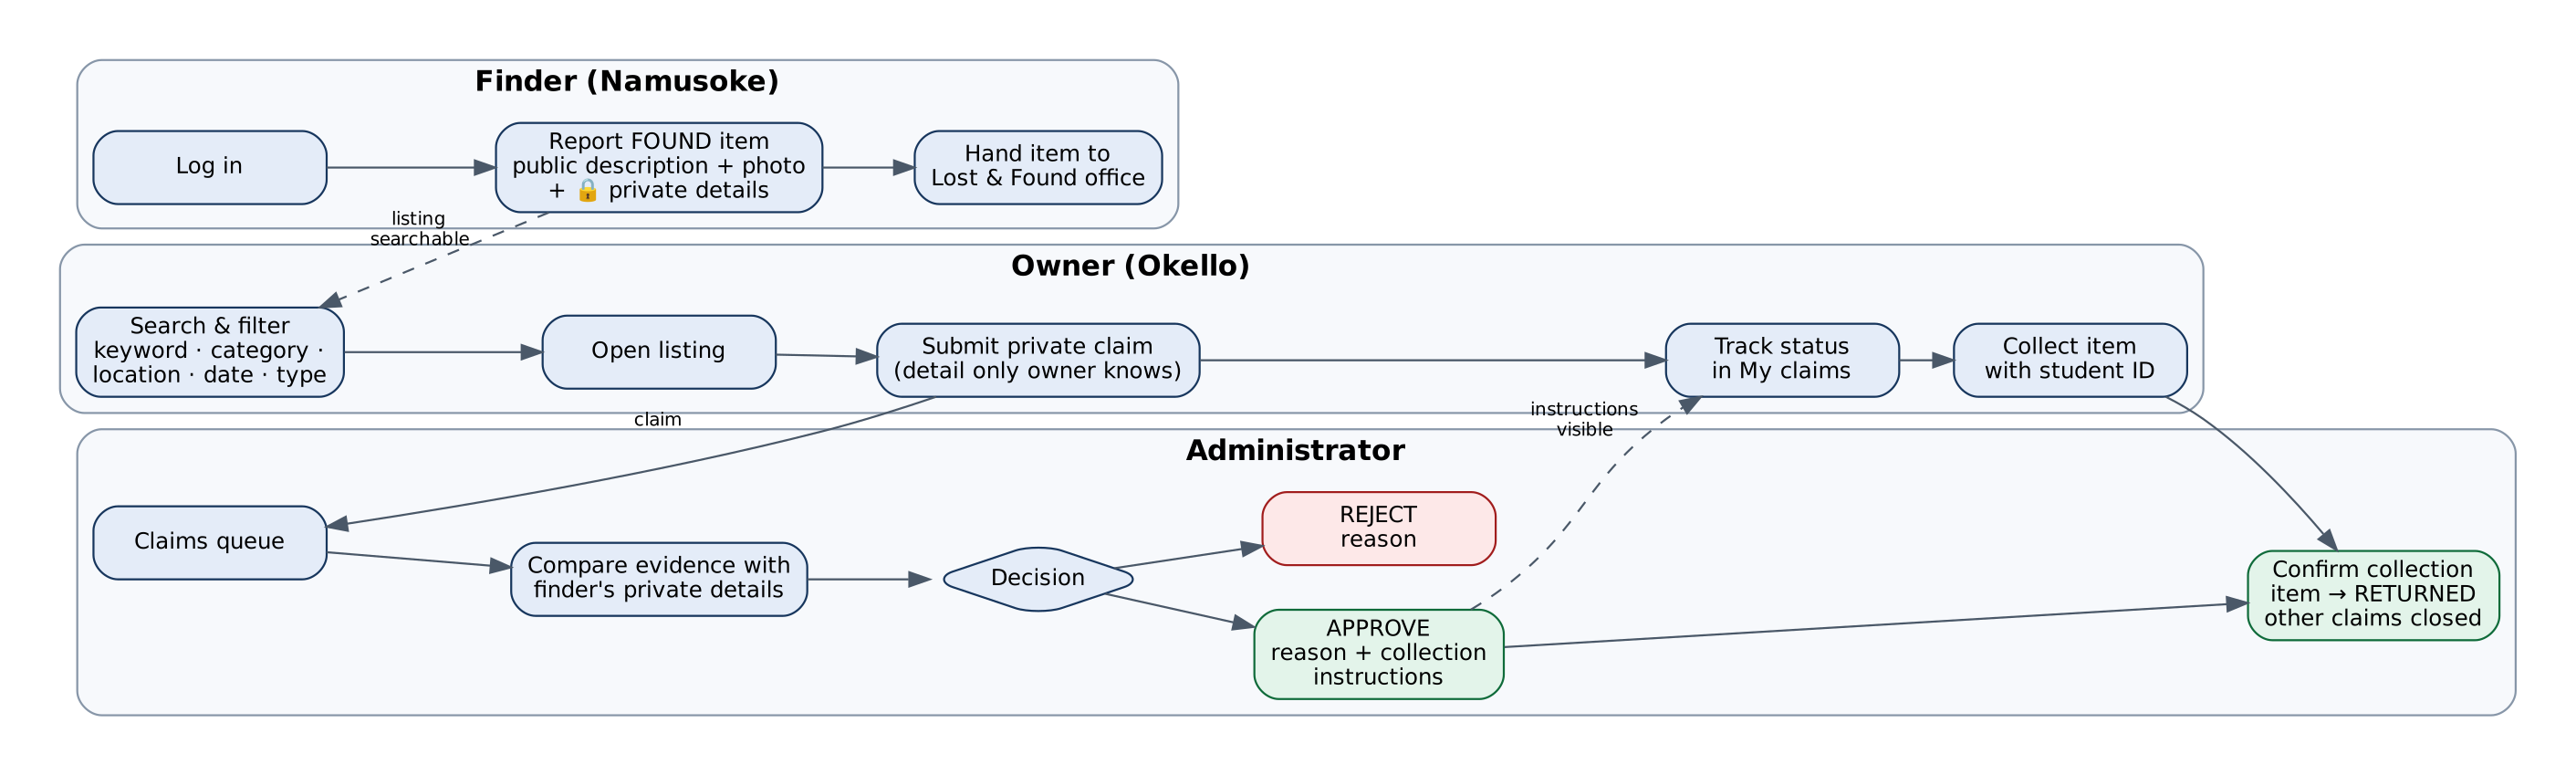 Finder (Namusoke)
Log in
Report FOUND item
public description + photo
+ 🔒 private details
Hand item to
Lost & Found office
listing
searchable
Owner (Okello)
Search & filter
keyword · category ·
location · date · type
Open listing
Submit private claim
(detail only owner knows)
Track status
in My claims
Collect item
with student ID
claim
instructions
visible
Administrator
Claims queue
Compare evidence with
finder's private details
Decision
REJECT
reason
APPROVE
reason + collection
instructions
Confirm collection
item → RETURNED
other claims closed